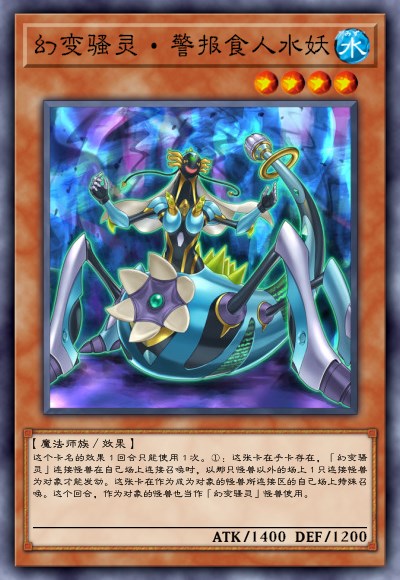 幻变骚灵・警报食人水妖
水
【魔法师族／效果】
这个卡名的效果1回合只能使用1次。①：这张卡在手卡存在，「幻变骚
灵」连接怪兽在自己场上连接召唤时，以那只怪兽以外的场上1只连接怪兽
为对象才能发动。这张卡在作为成为对象的怪兽所连接区的自己场上特殊召
唤。这个回合，作为对象的怪兽也当作「幻变骚灵」怪兽使用。
ATK/1400 DEF/1200